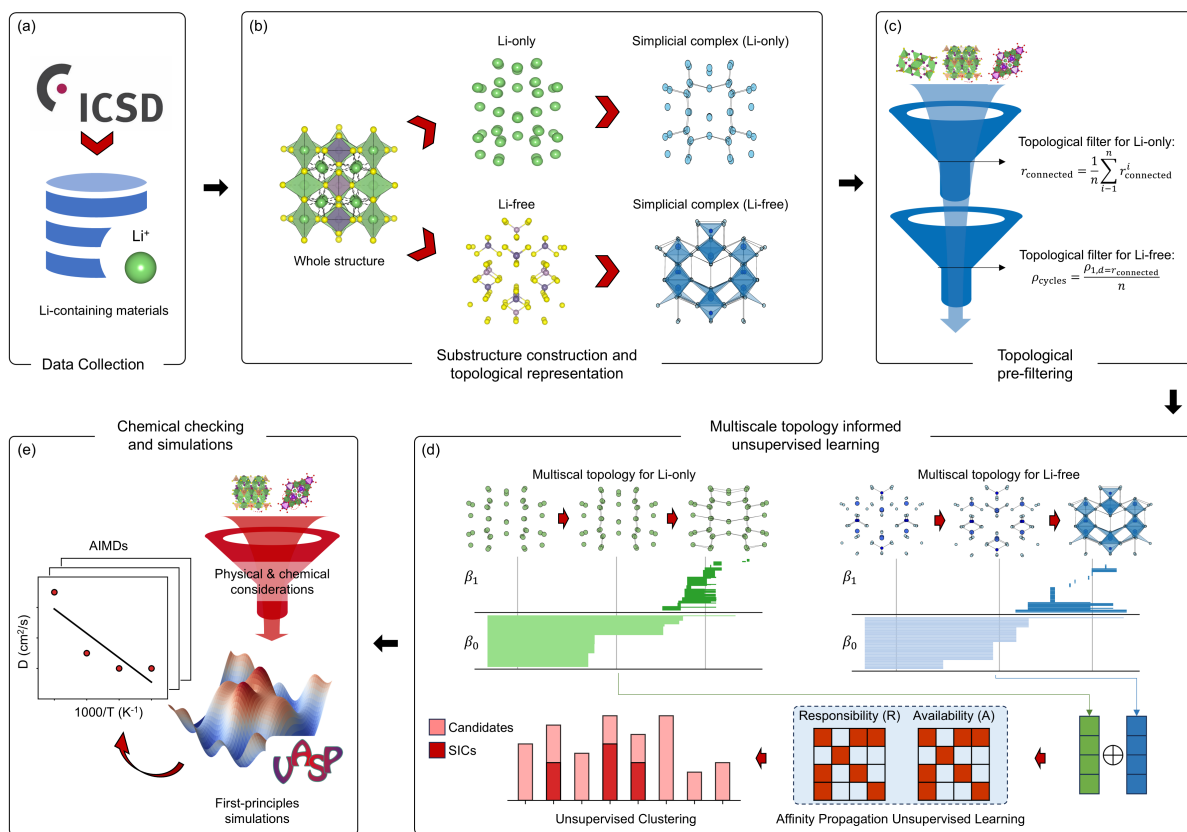 (a)
ICSD
Li⁺
Li-containing materials
Data Collection
(b)
Whole structure
Li-only
Simplicial complex (Li-only)
Li-free
Simplicial complex (Li-free)
Substructure construction and
topological representation
(c)
Topological filter for Li-only:
r_connected = 1/n ∑_{i-1}^{n} r^i_connected
Topological filter for Li-free:
ρ_cycles = ρ_{1,d=r_connected} / n
Topological
pre-filtering
Multiscale topology informed
unsupervised learning
(d)
Multiscal topology for Li-only
Multiscal topology for Li-free
β₁
β₀
β₁
β₀
Candidates
SICs
Unsupervised Clustering
Responsibility (R)
Availability (A)
Affinity Propagation Unsupervised Learning
Chemical checking
and simulations
(e)
Physical & chemical
considerations
AIMDs
D (cm²/s)
1000/T (K⁻¹)
VASP
First-principles
simulations